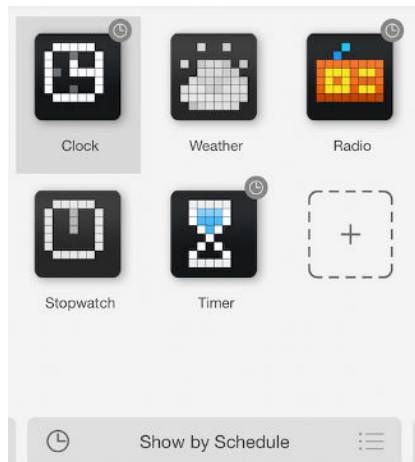 Clock
Weather
Radio
Stopwatch
Timer
Show by Schedule